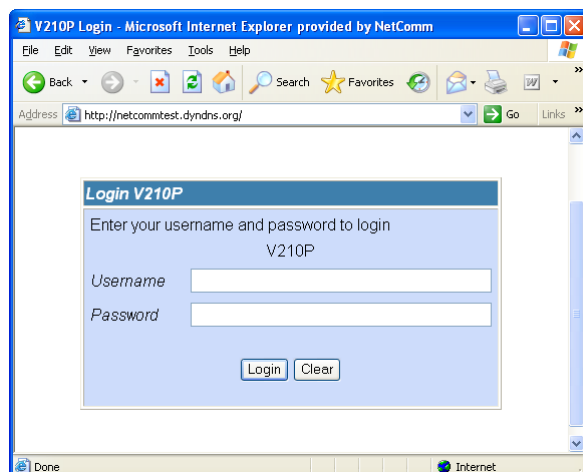 V210P Login - Microsoft Internet Explorer provided by NetComm
File Edit View Favorites Tools Help
Back Search Favorites »
Address http://netcommtest.dyndns.org/ Go Links »
Login V210P
Enter your username and password to login
V210P
Username
Password
Login Clear
Done Internet